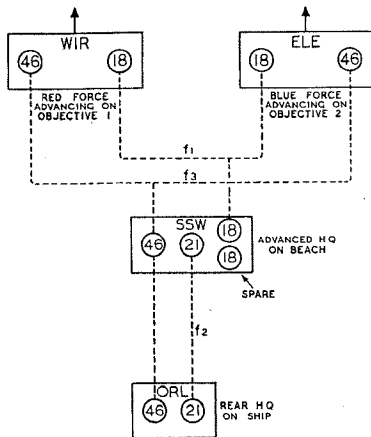 WIR
46
18
RED FORCE
ADVANCING ON
OBJECTIVE 1
ELE
18
46
BLUE FORCE
ADVANCING ON
OBJECTIVE 2
f1
f3
SSW
46
21
18
18
ADVANCED HQ
ON BEACH
SPARE
f2
ORL
46
21
REAR HQ
ON SHIP